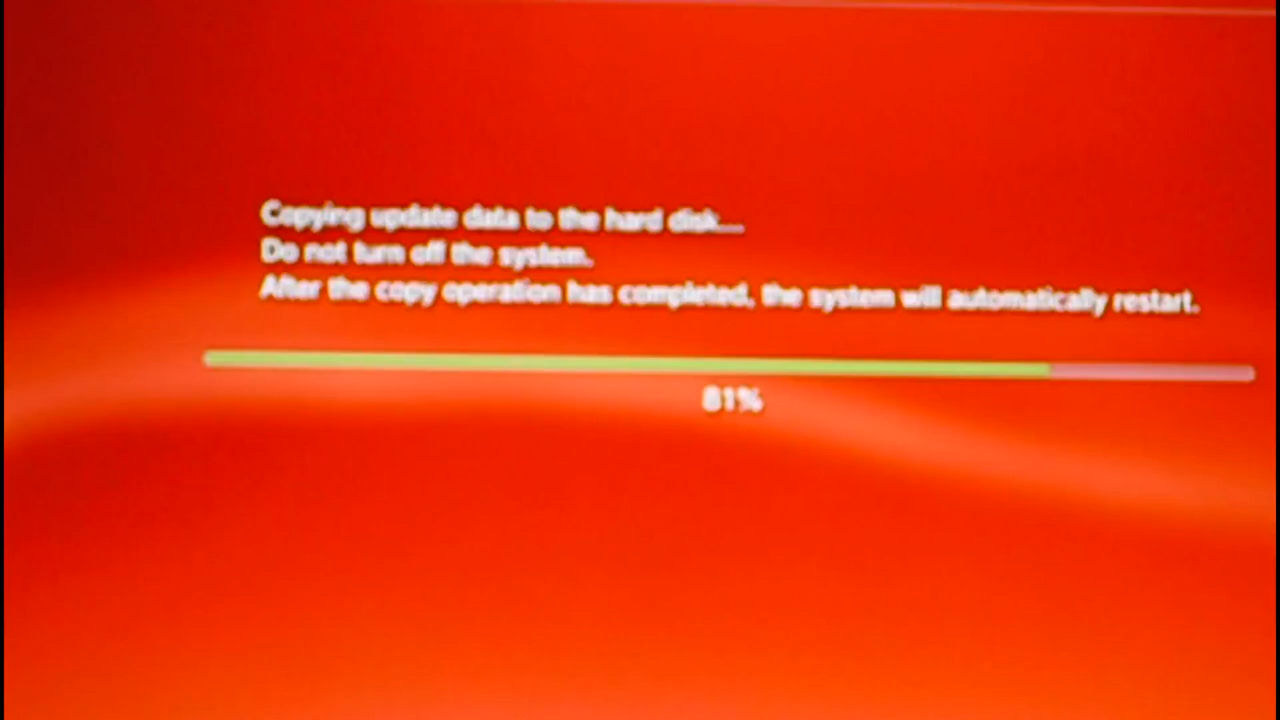 Copying update data to the hard disk...
Do not turn off the system.
After the copy operation has completed, the system will automatically restart.
81%